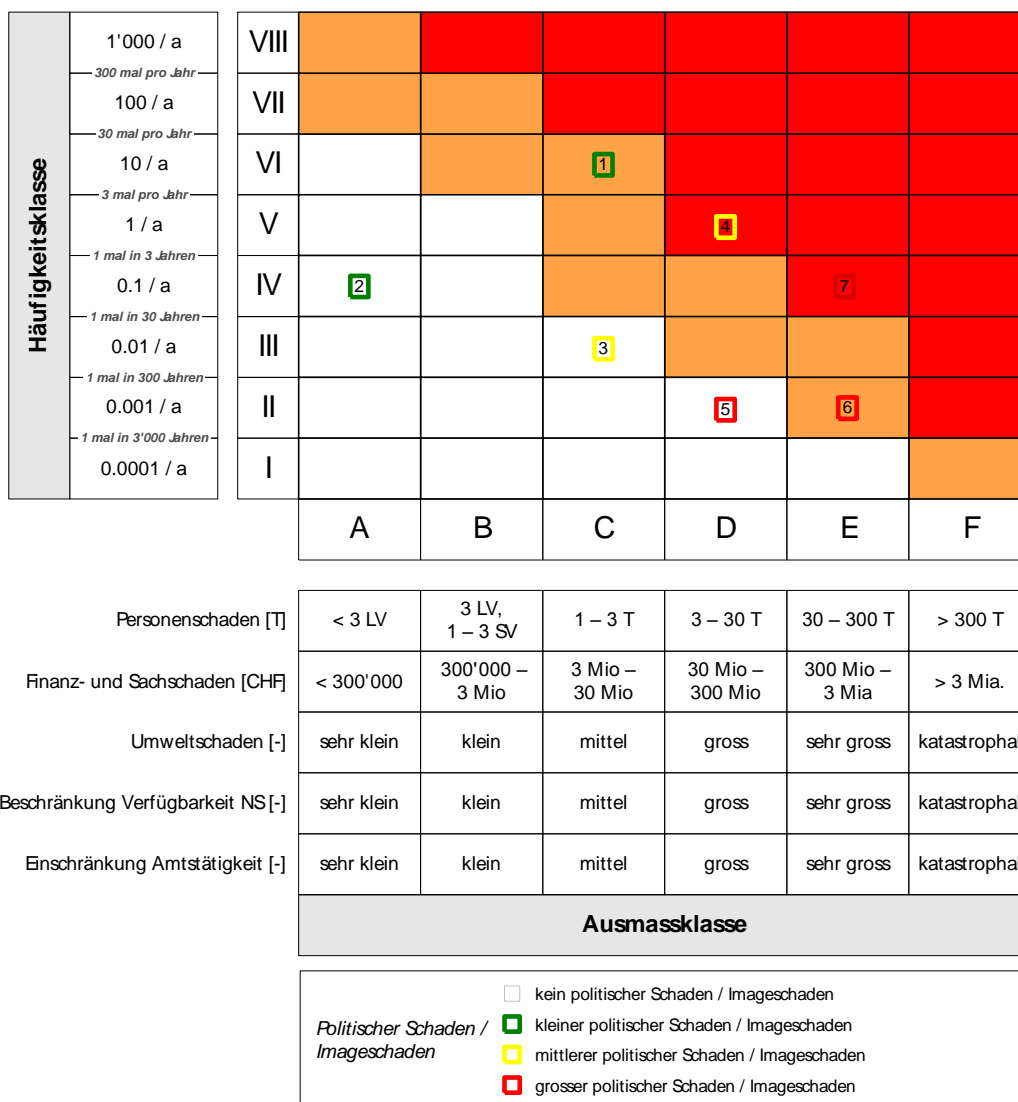 Häufigkeitsklasse
1'000 / a VIII
300 mal pro Jahr
100 / a VII
30 mal pro Jahr
10 / a VI 1
3 mal pro Jahr
1 / a V 4
1 mal in 3 Jahren
0.1 / a IV 2 7
1 mal in 30 Jahren
0.01 / a III 3
1 mal in 300 Jahren
0.001 / a II 5 6
1 mal in 3'000 Jahren
0.0001 / a I
A B C D E F
Personenschaden [T] < 3 LV 3 LV, 1 – 3 SV 1 – 3 T 3 – 30 T 30 – 300 T > 300 T
Finanz- und Sachschaden [CHF] < 300'000 300'000 – 3 Mio 3 Mio – 30 Mio 30 Mio – 300 Mio 300 Mio – 3 Mia > 3 Mia.
Umweltschaden [-] sehr klein klein mittel gross sehr gross katastrophal
Beschränkung Verfügbarkeit NS [-] sehr klein klein mittel gross sehr gross katastrophal
Einschränkung Amtstätigkeit [-] sehr klein klein mittel gross sehr gross katastrophal
Ausmassklasse
Politischer Schaden /
Imageschaden
kein politischer Schaden / Imageschaden
kleiner politischer Schaden / Imageschaden
mittlerer politischer Schaden / Imageschaden
grosser politischer Schaden / Imageschaden